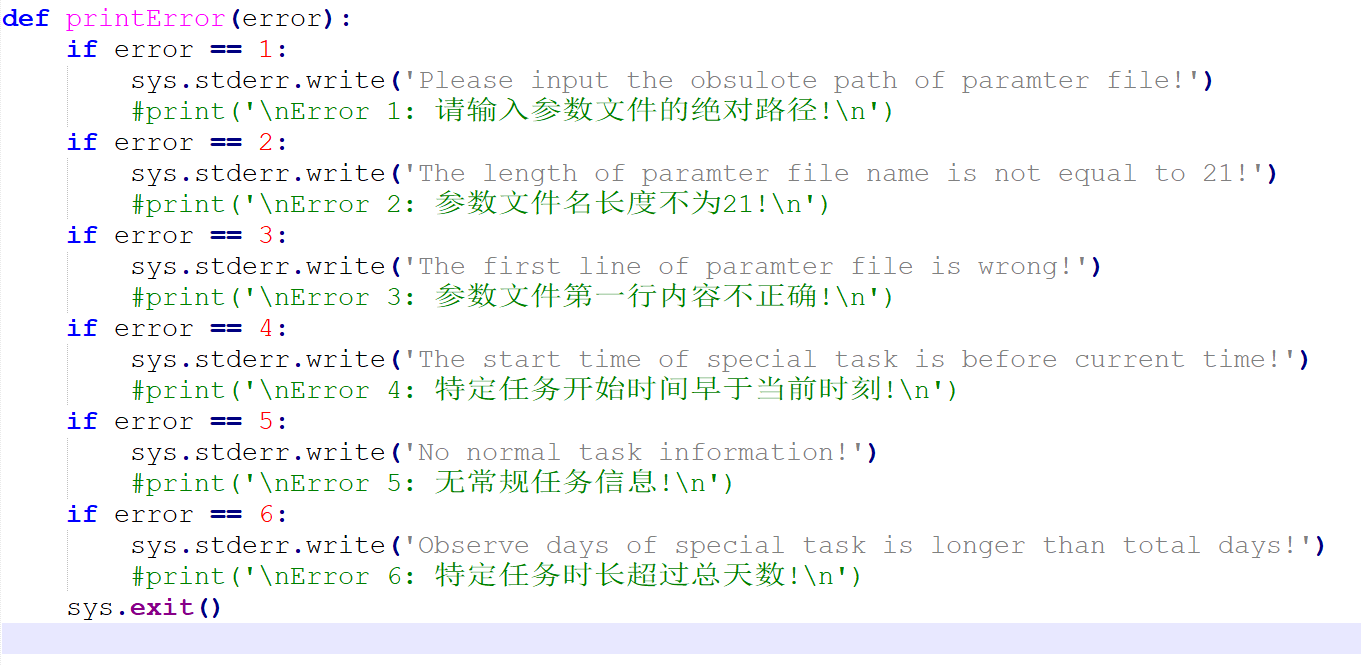 def printError(error):
    if error == 1:
        sys.stderr.write('Please input the obsulote path of paramter file!')
        #print('\nError 1: 请输入参数文件的绝对路径!\n')
    if error == 2:
        sys.stderr.write('The length of paramter file name is not equal to 21!')
        #print('\nError 2: 参数文件名长度不为21!\n')
    if error == 3:
        sys.stderr.write('The first line of paramter file is wrong!')
        #print('\nError 3: 参数文件第一行内容不正确!\n')
    if error == 4:
        sys.stderr.write('The start time of special task is before current time!')
        #print('\nError 4: 特定任务开始时间早于当前时刻!\n')
    if error == 5:
        sys.stderr.write('No normal task information!')
        #print('\nError 5: 无常规任务信息!\n')
    if error == 6:
        sys.stderr.write('Observe days of special task is longer than total days!')
        #print('\nError 6: 特定任务时长超过总天数!\n')
    sys.exit()